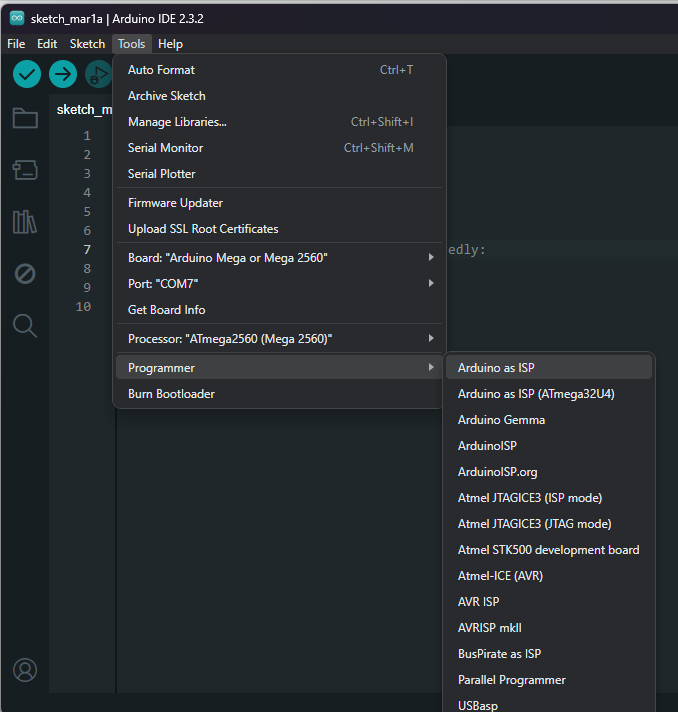 sketch_mar1a | Arduino IDE 2.3.2
File Edit Sketch Tools Help
Auto Format Ctrl+T
Archive Sketch
Manage Libraries... Ctrl+Shift+I
Serial Monitor Ctrl+Shift+M
Serial Plotter
Firmware Updater
Upload SSL Root Certificates
Board: "Arduino Mega or Mega 2560"
Port: "COM7"
Get Board Info
Processor: "ATmega2560 (Mega 2560)"
Programmer
Burn Bootloader
sketch_m
1
2
3
4
5
6
7 edly:
8
9
10
Arduino as ISP
Arduino as ISP (ATmega32U4)
Arduino Gemma
ArduinoISP
ArduinoISP.org
Atmel JTAGICE3 (ISP mode)
Atmel JTAGICE3 (JTAG mode)
Atmel STK500 development board
Atmel-ICE (AVR)
AVR ISP
AVRISP mkII
BusPirate as ISP
Parallel Programmer
USBasp